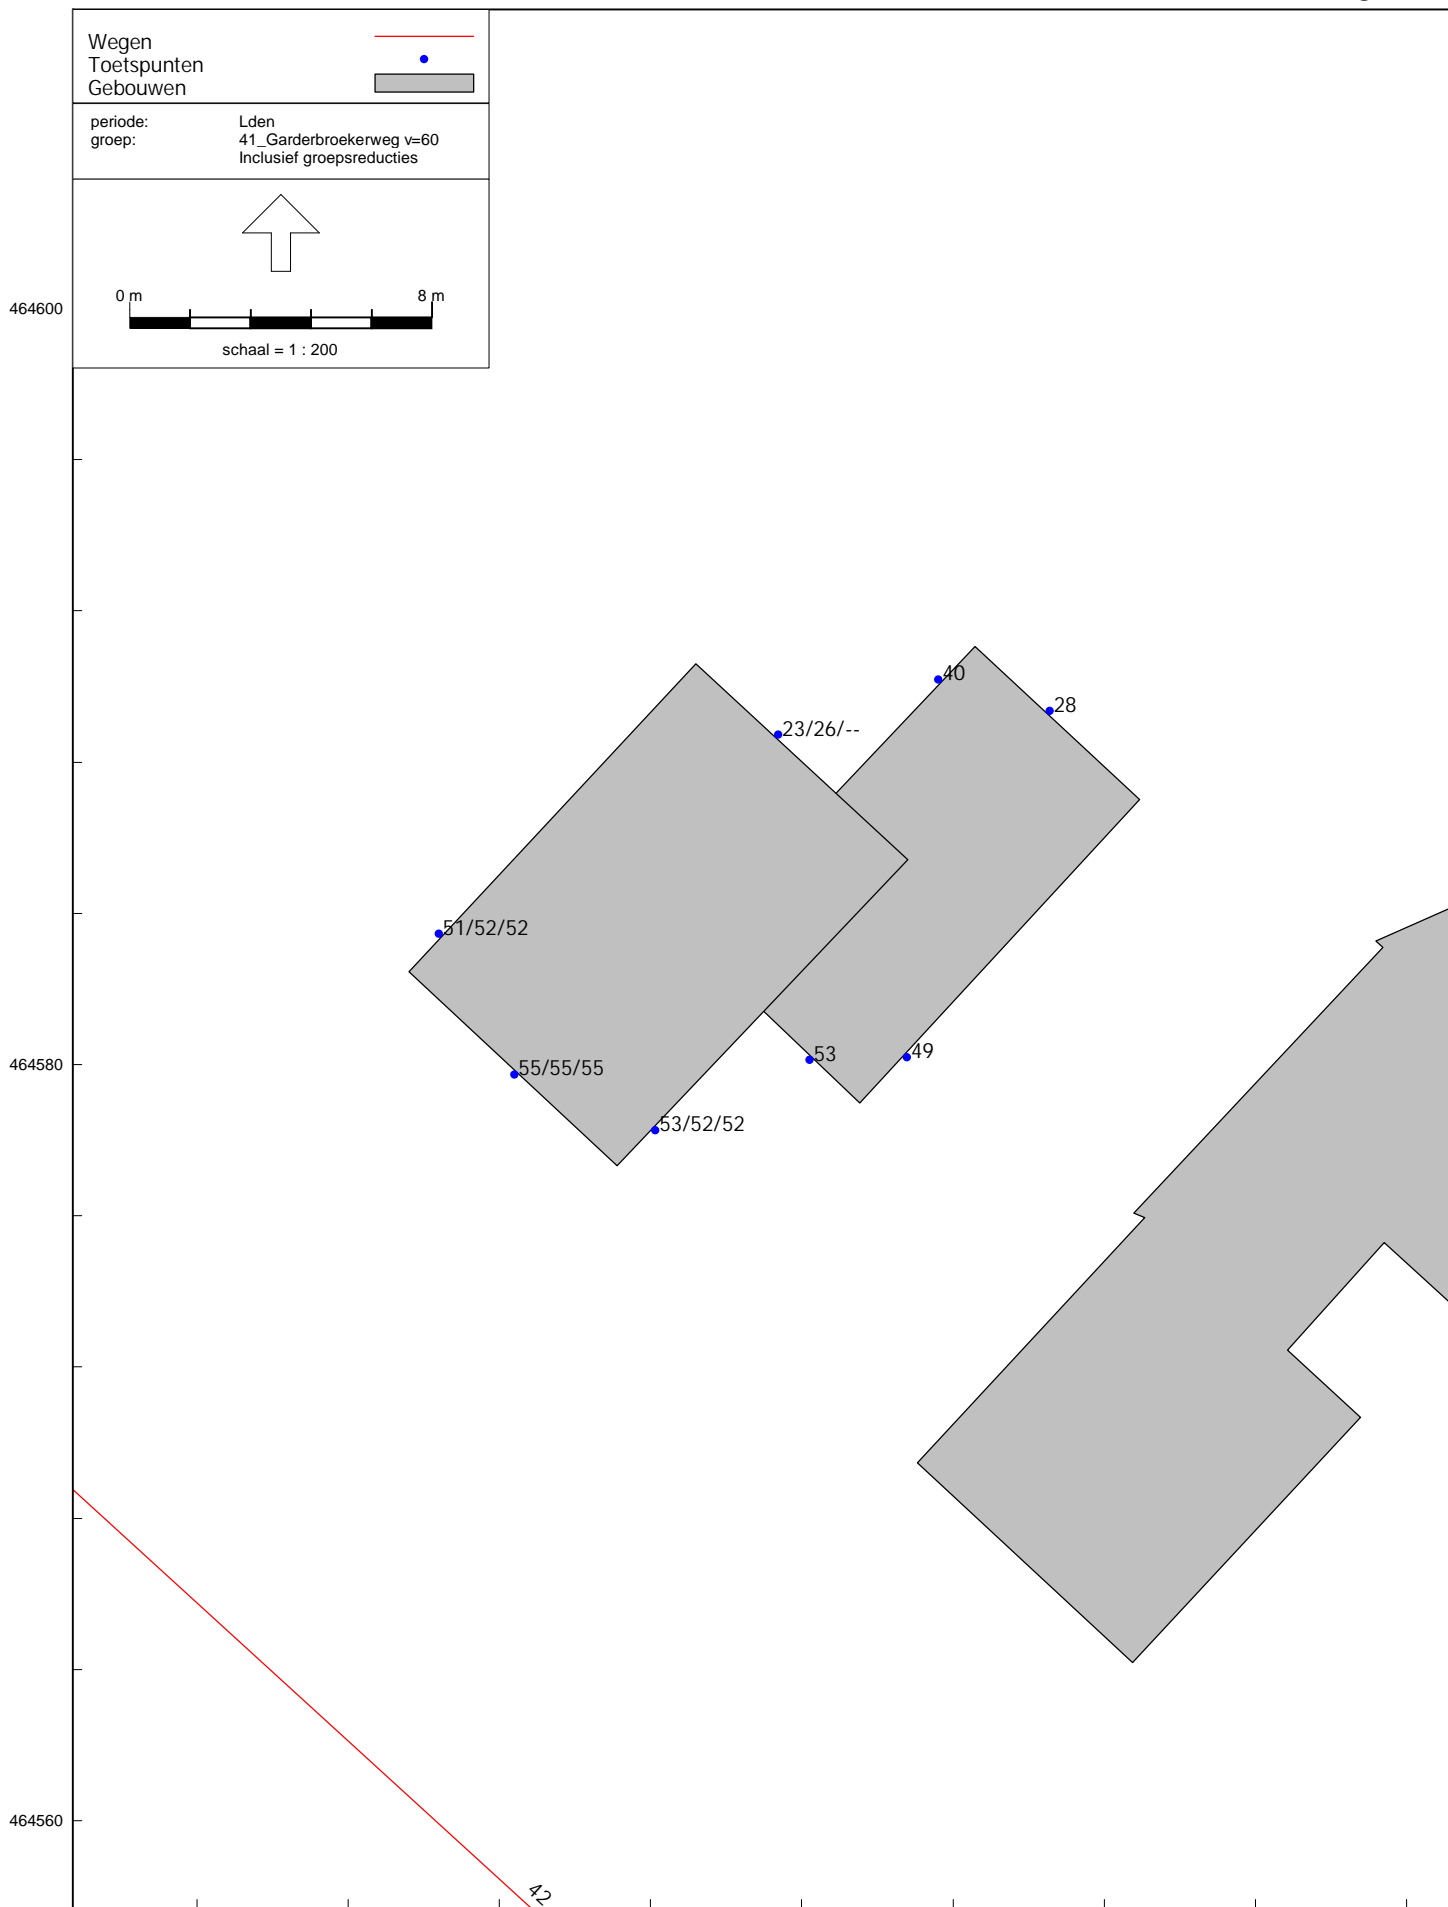 Wegen
Toetspunten
Gebouwen
periode: Lden
groep: 41_Garderbroekerweg v=60
Inclusief groepsreducties
0 m 8 m
schaal = 1 : 200
464600
40
28
23/26/--
51/52/52
464580
53
49
55/55/55
53/52/52
464560
42